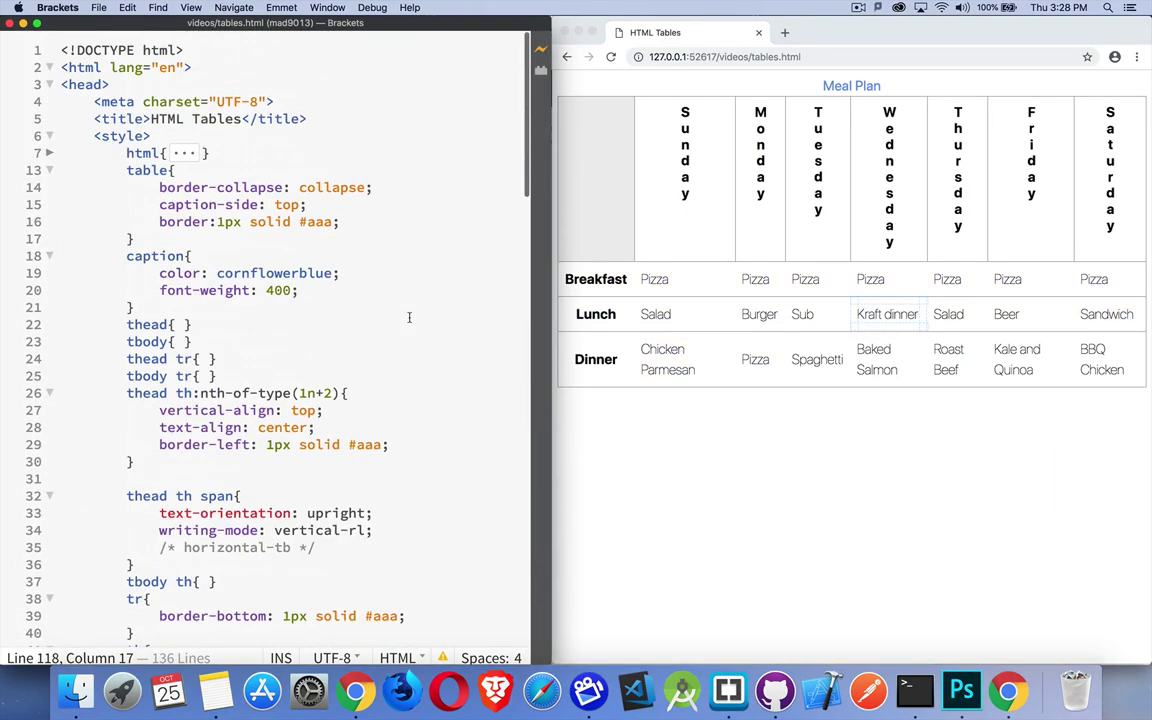 Brackets File Edit Find View Navigate Emmet Window Debug Help 100% Thu 3:28 PM
videos/tables.html (mad9013) — Brackets
1 <!DOCTYPE html>
2 <html lang="en">
3 <head>
4 <meta charset="UTF-8">
5 <title>HTML Tables</title>
6 <style>
7 html{ ... }
13 table{
14 border-collapse: collapse;
15 caption-side: top;
16 border:1px solid #aaa;
17 }
18 caption{
19 color: cornflowerblue;
20 font-weight: 400;
21 }
22 thead{ }
23 tbody{ }
24 thead tr{ }
25 tbody tr{ }
26 thead th:nth-of-type(1n+2){
27 vertical-align: top;
28 text-align: center;
29 border-left: 1px solid #aaa;
30 }
31
32 thead th span{
33 text-orientation: upright;
34 writing-mode: vertical-rl;
35 /* horizontal-tb */
36 }
37 tbody th{ }
38 tr{
39 border-bottom: 1px solid #aaa;
40 }
Line 118, Column 17 — 136 Lines INS UTF-8 HTML Spaces: 4
HTML Tables
127.0.0.1:52617/videos/tables.html
Meal Plan
Sunday Monday Tuesday Wednesday Thursday Friday Saturday
Breakfast Pizza Pizza Pizza Pizza Pizza Pizza Pizza
Lunch Salad Burger Sub Kraft dinner Salad Beer Sandwich
Dinner Chicken Parmesan Pizza Spaghetti Baked Salmon Roast Beef Kale and Quinoa BBQ Chicken
OCT
25
Ps